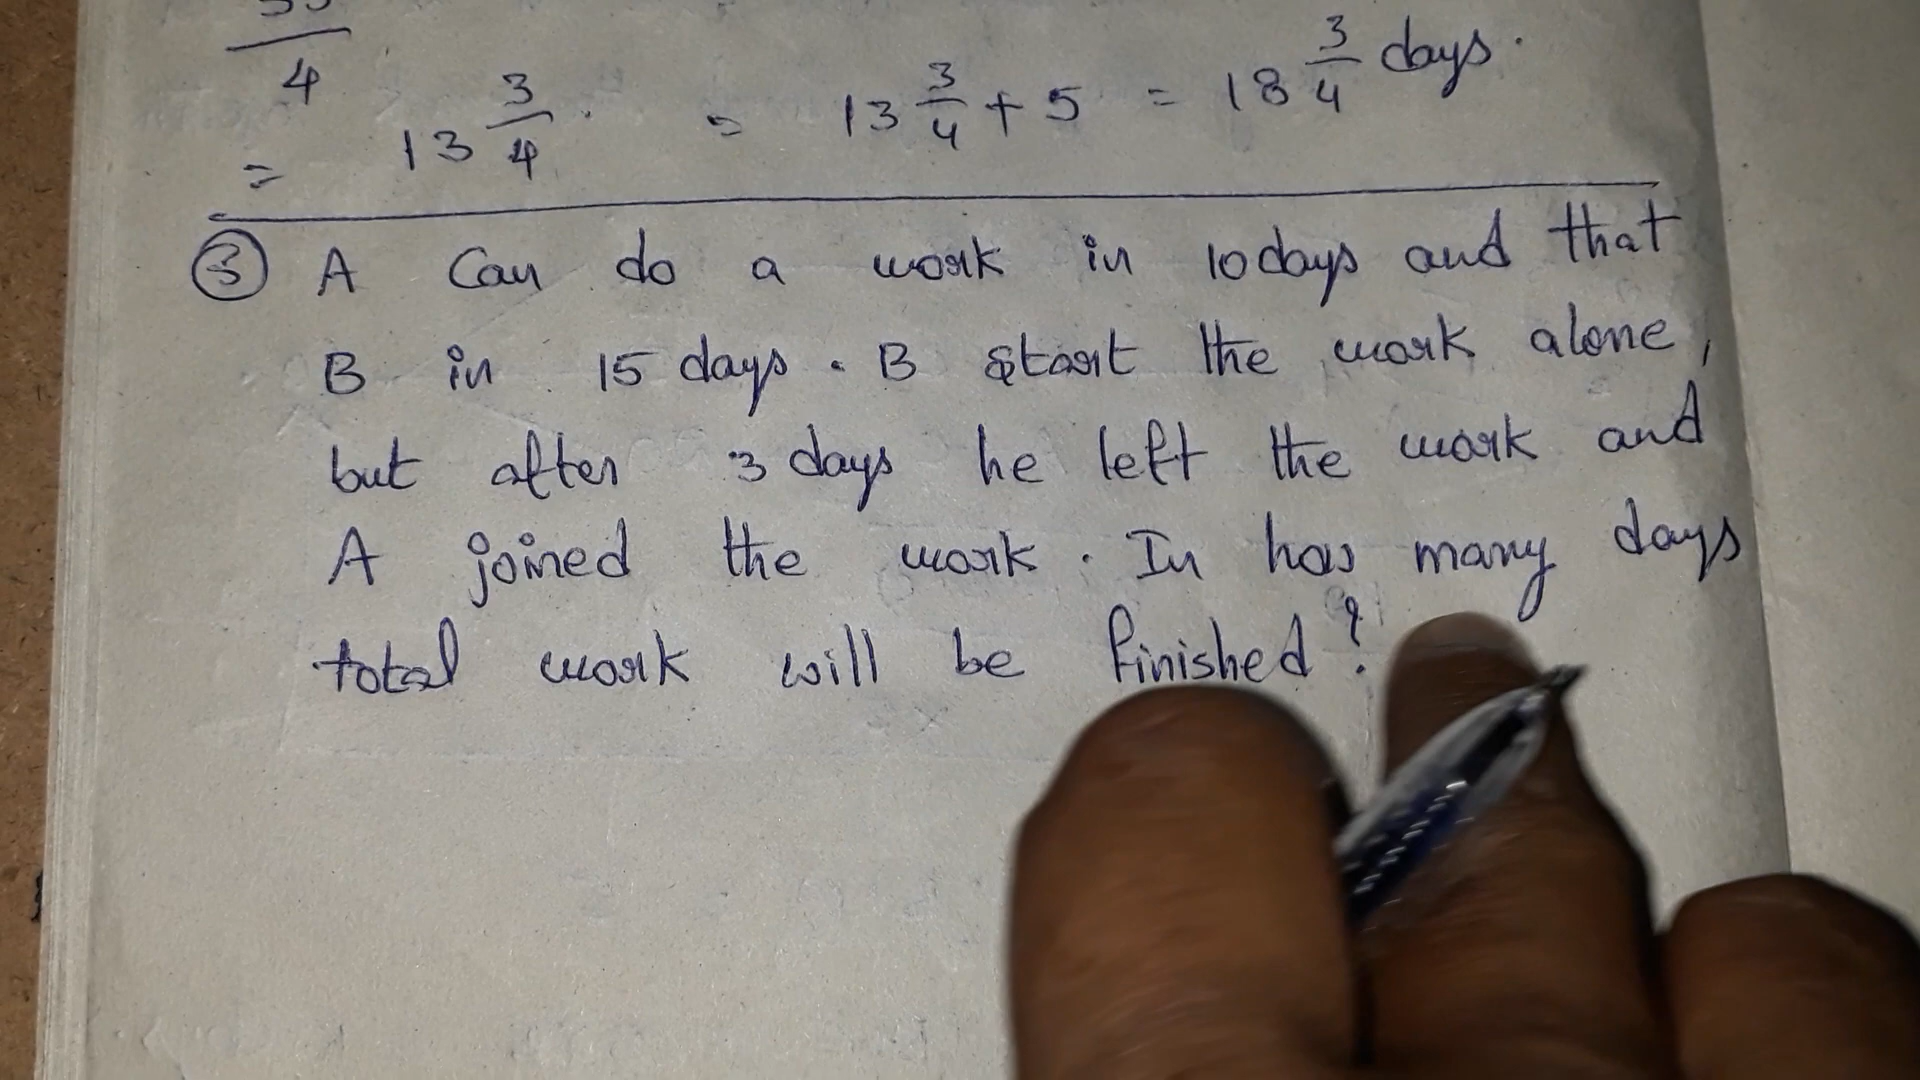 4
= 13 3/4 . = 13 3/4 + 5 = 18 3/4 days.
③ A Can do a work in 10days and that
B in 15 days. B start the work alone,
but after 3 days he left the work and
A joined the work. In how many days
total work will be finished?